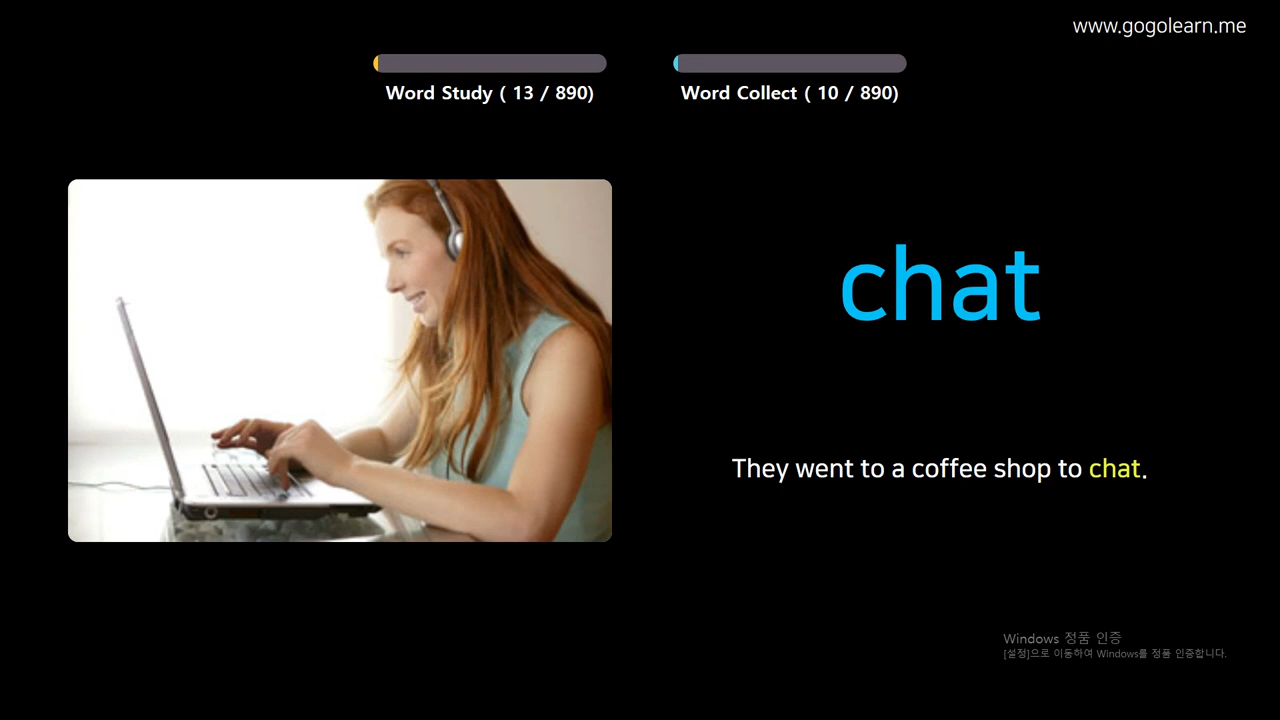 www.gogolearn.me
Word Study ( 13 / 890)
Word Collect ( 10 / 890)
chat
They went to a coffee shop to chat.
Windows 정품 인증
[설정]으로 이동하여 Windows를 정품 인증합니다.